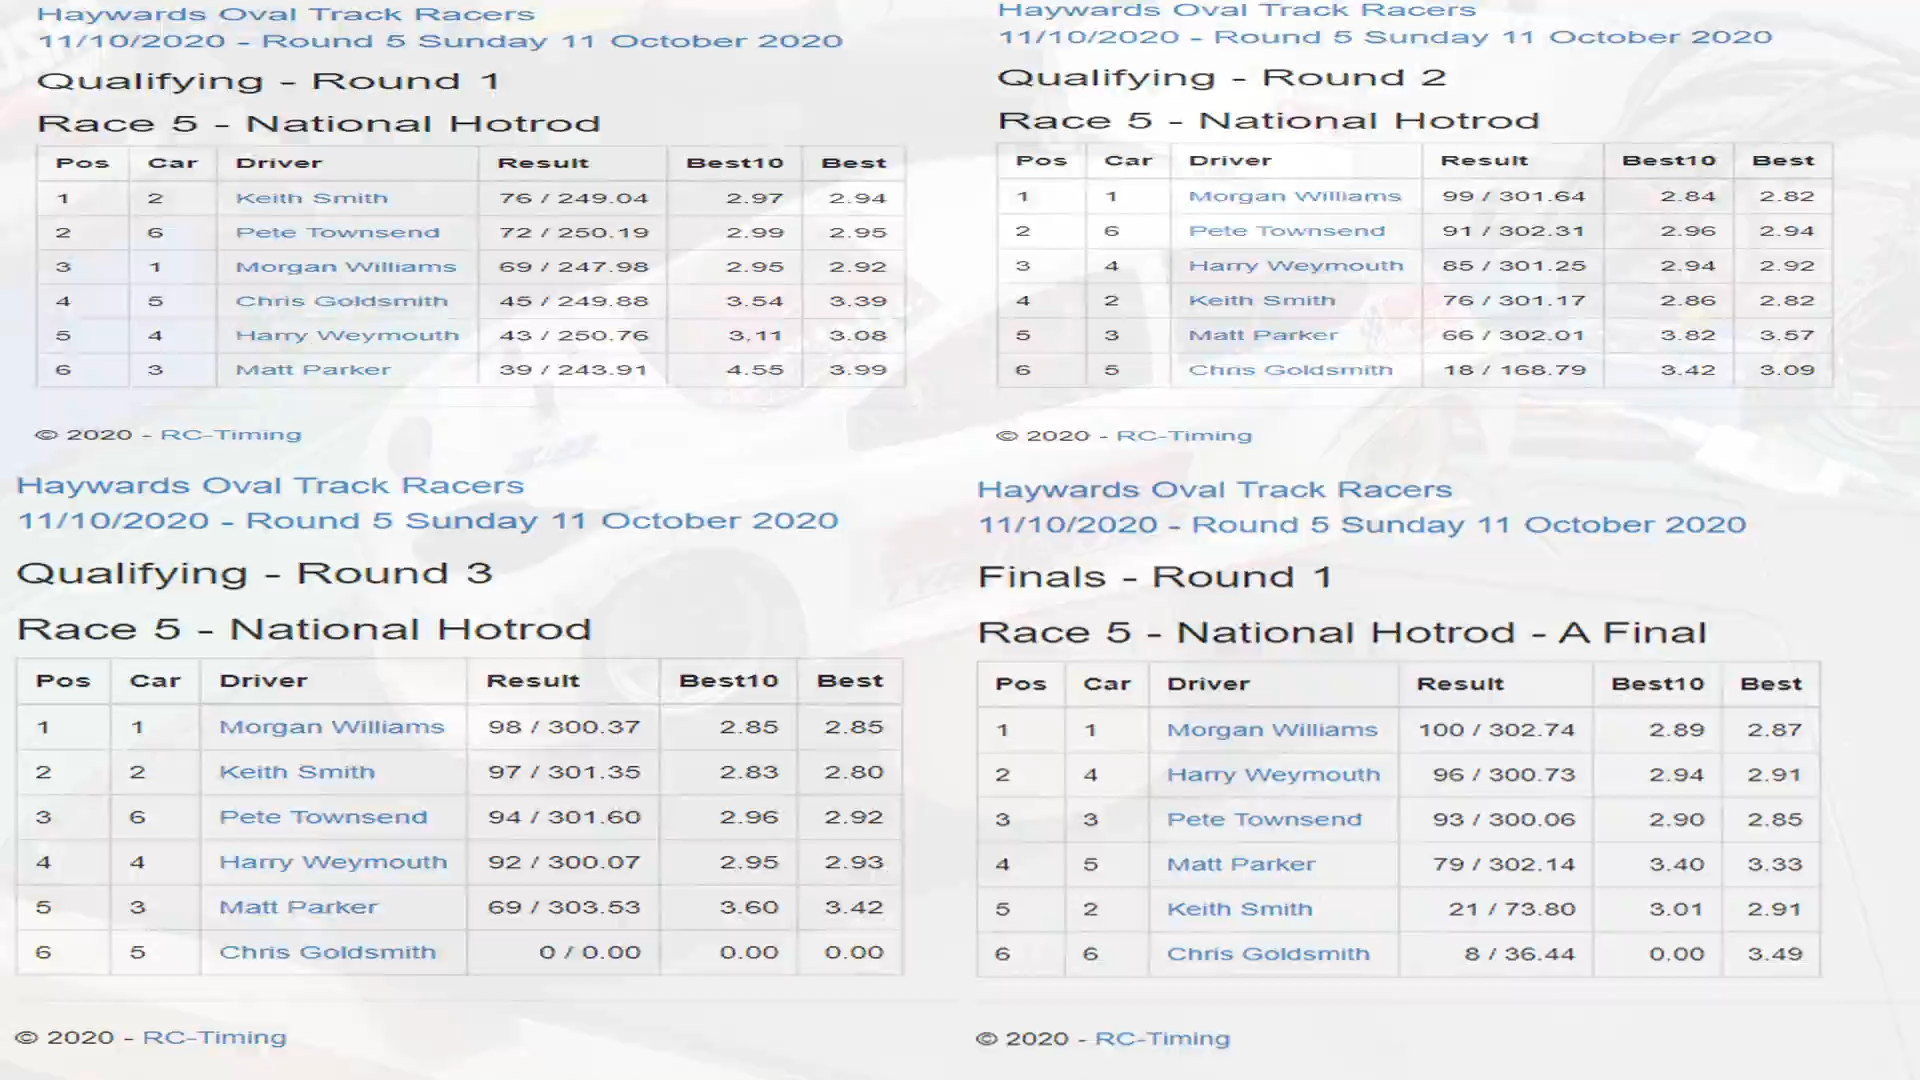 Haywards Oval Track Racers
11/10/2020 - Round 5 Sunday 11 October 2020
Qualifying - Round 1
Race 5 - National Hotrod
Pos Car Driver Result Best10 Best
1 2 Keith Smith 76 / 249.04 2.97 2.94
2 6 Pete Townsend 72 / 250.19 2.99 2.95
3 1 Morgan Williams 69 / 247.98 2.95 2.92
4 5 Chris Goldsmith 45 / 249.88 3.54 3.39
5 4 Harry Weymouth 43 / 250.76 3.11 3.08
6 3 Matt Parker 39 / 243.91 4.55 3.99
© 2020 - RC-Timing
Haywards Oval Track Racers
11/10/2020 - Round 5 Sunday 11 October 2020
Qualifying - Round 2
Race 5 - National Hotrod
Pos Car Driver Result Best10 Best
1 1 Morgan Williams 99 / 301.64 2.84 2.82
2 6 Pete Townsend 91 / 302.31 2.96 2.94
3 4 Harry Weymouth 85 / 301.25 2.94 2.92
4 2 Keith Smith 76 / 301.17 2.86 2.82
5 3 Matt Parker 66 / 302.01 3.82 3.57
6 5 Chris Goldsmith 18 / 168.79 3.42 3.09
© 2020 - RC-Timing
Haywards Oval Track Racers
11/10/2020 - Round 5 Sunday 11 October 2020
Qualifying - Round 3
Race 5 - National Hotrod
Pos Car Driver Result Best10 Best
1 1 Morgan Williams 98 / 300.37 2.85 2.85
2 2 Keith Smith 97 / 301.35 2.83 2.80
3 6 Pete Townsend 94 / 301.60 2.96 2.92
4 4 Harry Weymouth 92 / 300.07 2.95 2.93
5 3 Matt Parker 69 / 303.53 3.60 3.42
6 5 Chris Goldsmith 0 / 0.00 0.00 0.00
© 2020 - RC-Timing
Haywards Oval Track Racers
11/10/2020 - Round 5 Sunday 11 October 2020
Finals - Round 1
Race 5 - National Hotrod - A Final
Pos Car Driver Result Best10 Best
1 1 Morgan Williams 100 / 302.74 2.89 2.87
2 4 Harry Weymouth 96 / 300.73 2.94 2.91
3 3 Pete Townsend 93 / 300.06 2.90 2.85
4 5 Matt Parker 79 / 302.14 3.40 3.33
5 2 Keith Smith 21 / 73.80 3.01 2.91
6 6 Chris Goldsmith 8 / 36.44 0.00 3.49
© 2020 - RC-Timing